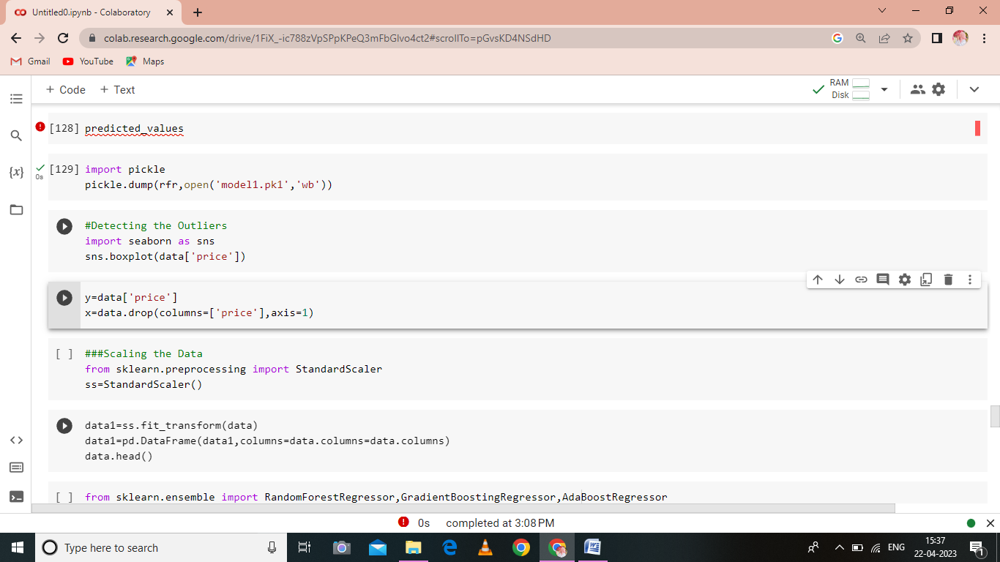 Untitled0.ipynb - Colaboratory
colab.research.google.com/drive/1FiX_-ic788zVpSPpKPeQ3mFbGlvo4ct2#scrollTo=pGvsKD4NSdHD
Gmail YouTube Maps
+ Code + Text
RAM
Disk
[128] predicted_values
[129] import pickle
0s
pickle.dump(rfr,open('model1.pk1','wb'))
#Detecting the Outliers
import seaborn as sns
sns.boxplot(data['price'])
y=data['price']
x=data.drop(columns=['price'],axis=1)
[ ] ###Scaling the Data
from sklearn.preprocessing import StandardScaler
ss=StandardScaler()
data1=ss.fit_transform(data)
data1=pd.DataFrame(data1,columns=data.columns=data.columns)
data.head()
[ ] from sklearn.ensemble import RandomForestRegressor,GradientBoostingRegressor,AdaBoostRegressor
0s completed at 3:08 PM
Type here to search
ENG
15:37
22-04-2023
1